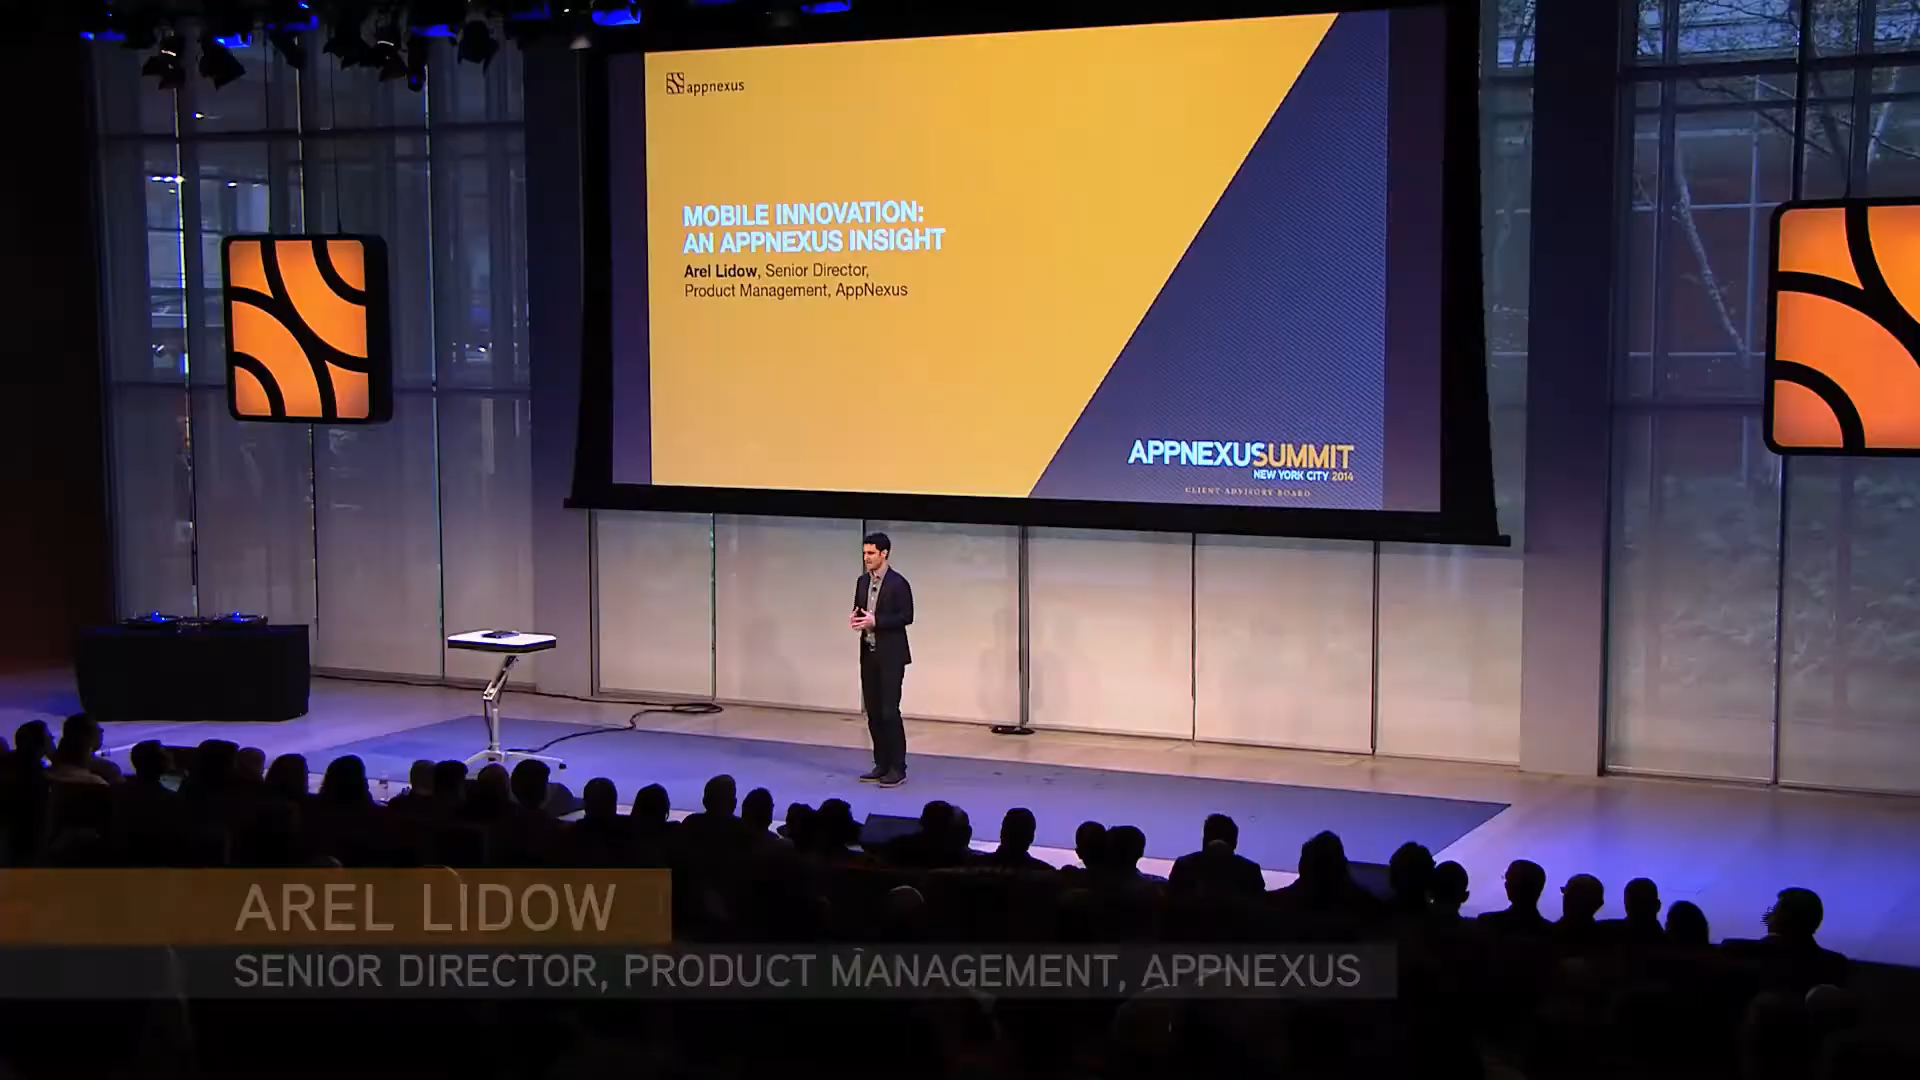 appnexus
MOBILE INNOVATION:
AN APPNEXUS INSIGHT
Arel Lidow, Senior Director,
Product Management, AppNexus
APPNEXUSSUMMIT
NEW YORK CITY 2014
CLIENT ADVISORY BOARD
AREL LIDOW
SENIOR DIRECTOR, PRODUCT MANAGEMENT, APPNEXUS